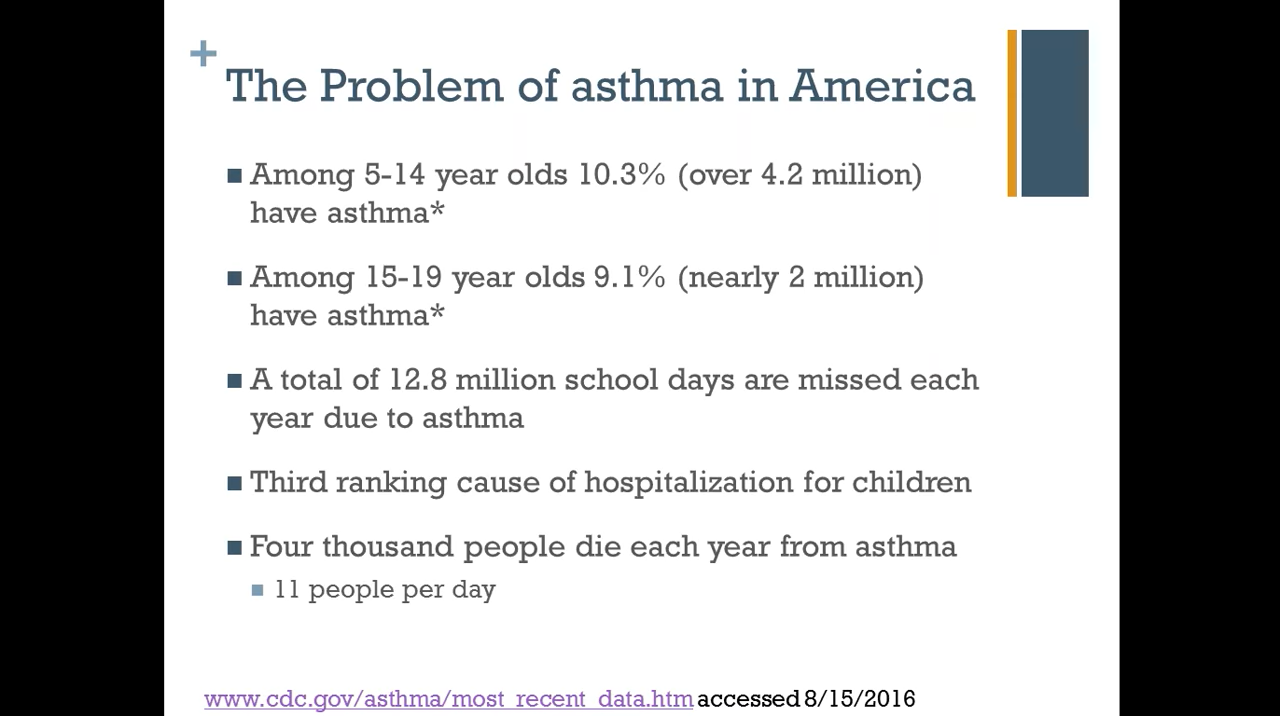 +
The Problem of asthma in America
■ Among 5-14 year olds 10.3% (over 4.2 million)
have asthma*
■ Among 15-19 year olds 9.1% (nearly 2 million)
have asthma*
■ A total of 12.8 million school days are missed each
year due to asthma
■ Third ranking cause of hospitalization for children
■ Four thousand people die each year from asthma
■ 11 people per day
www.cdc.gov/asthma/most_recent_data.htm accessed 8/15/2016